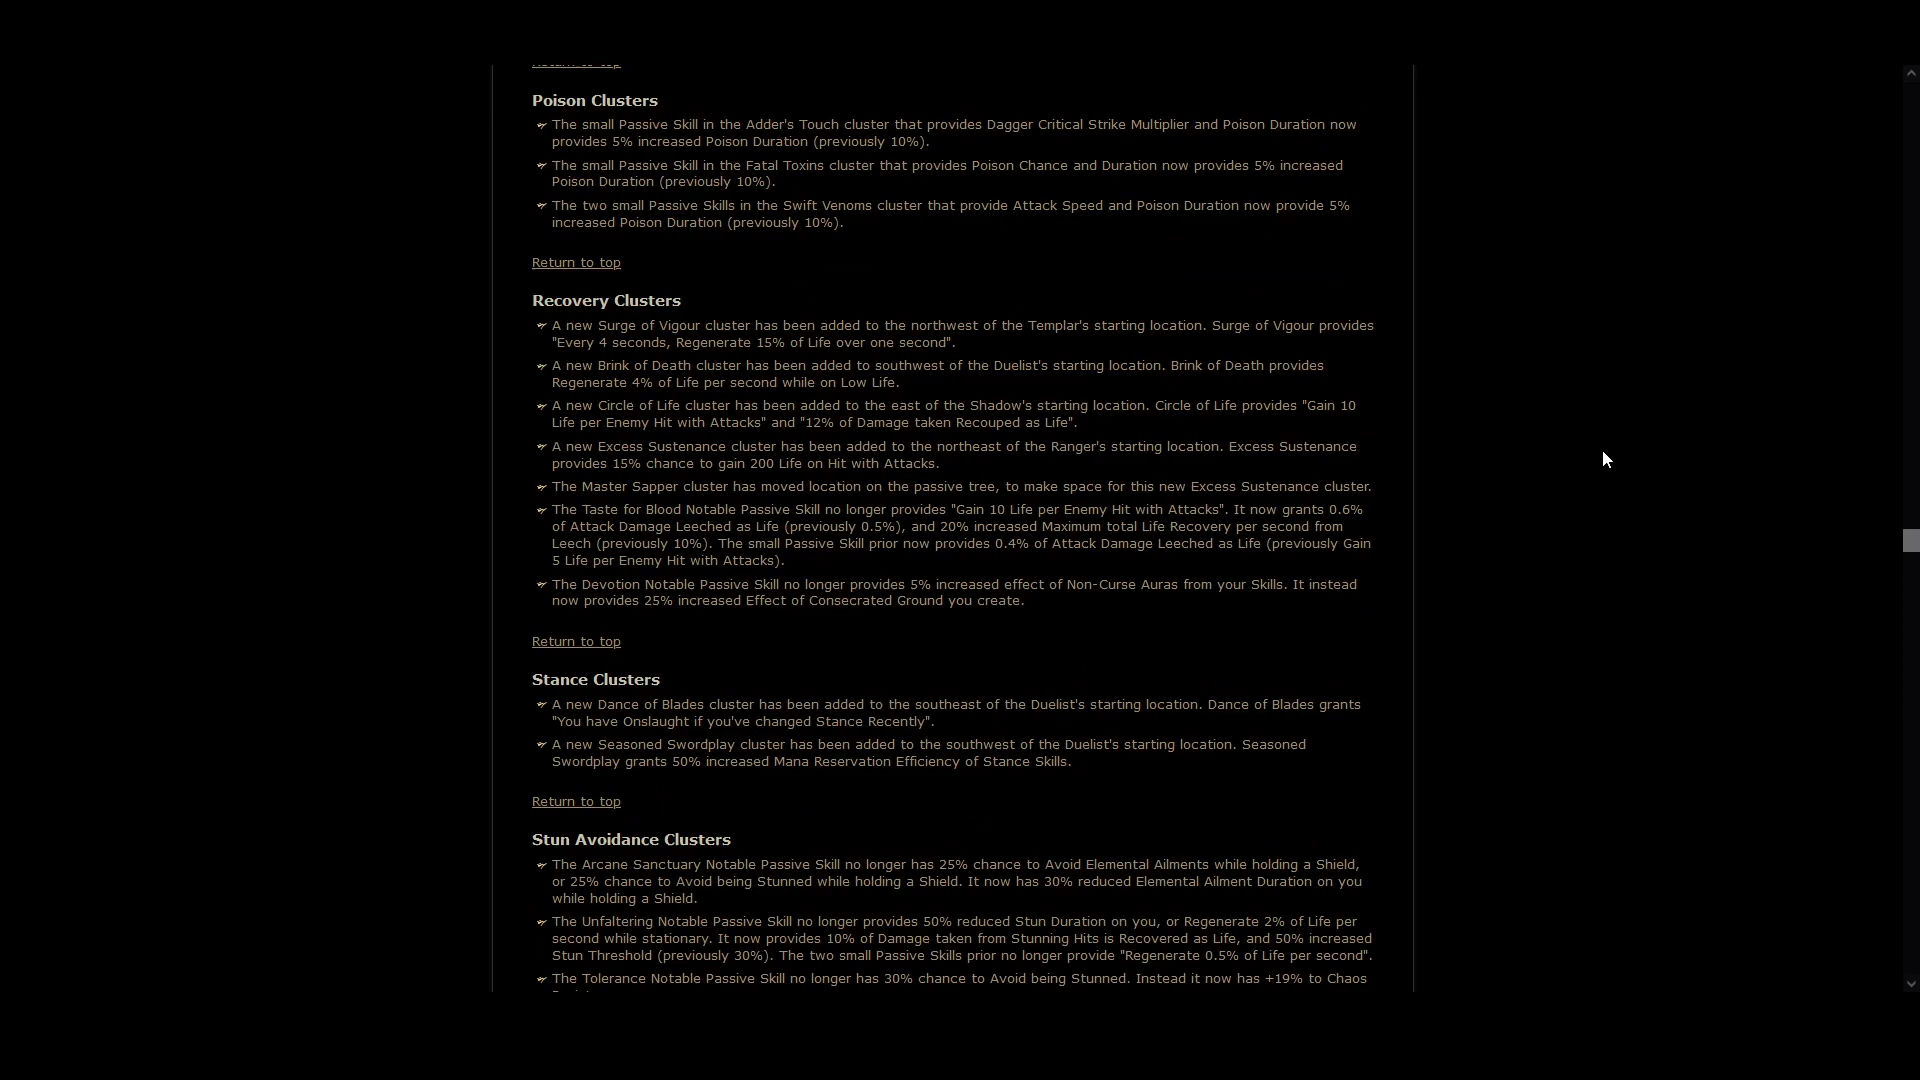 Return to top
Poison Clusters
The small Passive Skill in the Adder's Touch cluster that provides Dagger Critical Strike Multiplier and Poison Duration now
provides 5% increased Poison Duration (previously 10%).
The small Passive Skill in the Fatal Toxins cluster that provides Poison Chance and Duration now provides 5% increased
Poison Duration (previously 10%).
The two small Passive Skills in the Swift Venoms cluster that provide Attack Speed and Poison Duration now provide 5%
increased Poison Duration (previously 10%).
Return to top
Recovery Clusters
A new Surge of Vigour cluster has been added to the northwest of the Templar's starting location. Surge of Vigour provides
"Every 4 seconds, Regenerate 15% of Life over one second".
A new Brink of Death cluster has been added to southwest of the Duelist's starting location. Brink of Death provides
Regenerate 4% of Life per second while on Low Life.
A new Circle of Life cluster has been added to the east of the Shadow's starting location. Circle of Life provides "Gain 10
Life per Enemy Hit with Attacks" and "12% of Damage taken Recouped as Life".
A new Excess Sustenance cluster has been added to the northeast of the Ranger's starting location. Excess Sustenance
provides 15% chance to gain 200 Life on Hit with Attacks.
The Master Sapper cluster has moved location on the passive tree, to make space for this new Excess Sustenance cluster.
The Taste for Blood Notable Passive Skill no longer provides "Gain 10 Life per Enemy Hit with Attacks". It now grants 0.6%
of Attack Damage Leeched as Life (previously 0.5%), and 20% increased Maximum total Life Recovery per second from
Leech (previously 10%). The small Passive Skill prior now provides 0.4% of Attack Damage Leeched as Life (previously Gain
5 Life per Enemy Hit with Attacks).
The Devotion Notable Passive Skill no longer provides 5% increased effect of Non-Curse Auras from your Skills. It instead
now provides 25% increased Effect of Consecrated Ground you create.
Return to top
Stance Clusters
A new Dance of Blades cluster has been added to the southeast of the Duelist's starting location. Dance of Blades grants
"You have Onslaught if you've changed Stance Recently".
A new Seasoned Swordplay cluster has been added to the southwest of the Duelist's starting location. Seasoned
Swordplay grants 50% increased Mana Reservation Efficiency of Stance Skills.
Return to top
Stun Avoidance Clusters
The Arcane Sanctuary Notable Passive Skill no longer has 25% chance to Avoid Elemental Ailments while holding a Shield,
or 25% chance to Avoid being Stunned while holding a Shield. It now has 30% reduced Elemental Ailment Duration on you
while holding a Shield.
The Unfaltering Notable Passive Skill no longer provides 50% reduced Stun Duration on you, or Regenerate 2% of Life per
second while stationary. It now provides 10% of Damage taken from Stunning Hits is Recovered as Life, and 50% increased
Stun Threshold (previously 30%). The two small Passive Skills prior no longer provide "Regenerate 0.5% of Life per second".
The Tolerance Notable Passive Skill no longer has 30% chance to Avoid being Stunned. Instead it now has +19% to Chaos